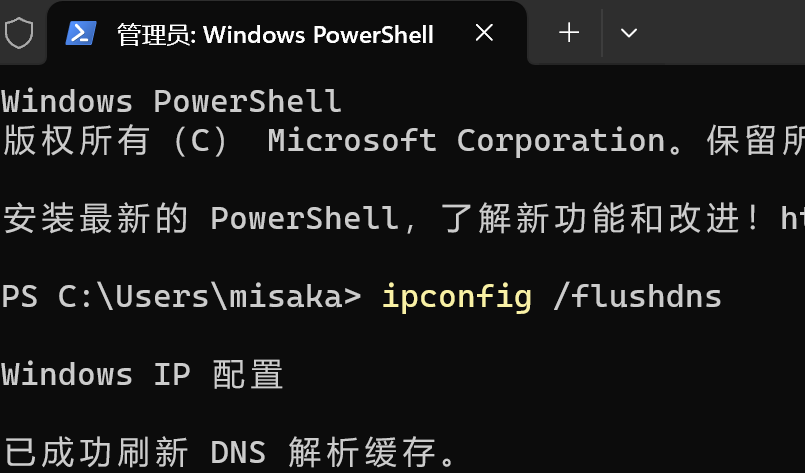 管理员: Windows PowerShell
Windows PowerShell
版权所有（C） Microsoft Corporation。保留所
安装最新的 PowerShell，了解新功能和改进！ht
PS C:\Users\misaka> ipconfig /flushdns
Windows IP 配置
已成功刷新 DNS 解析缓存。